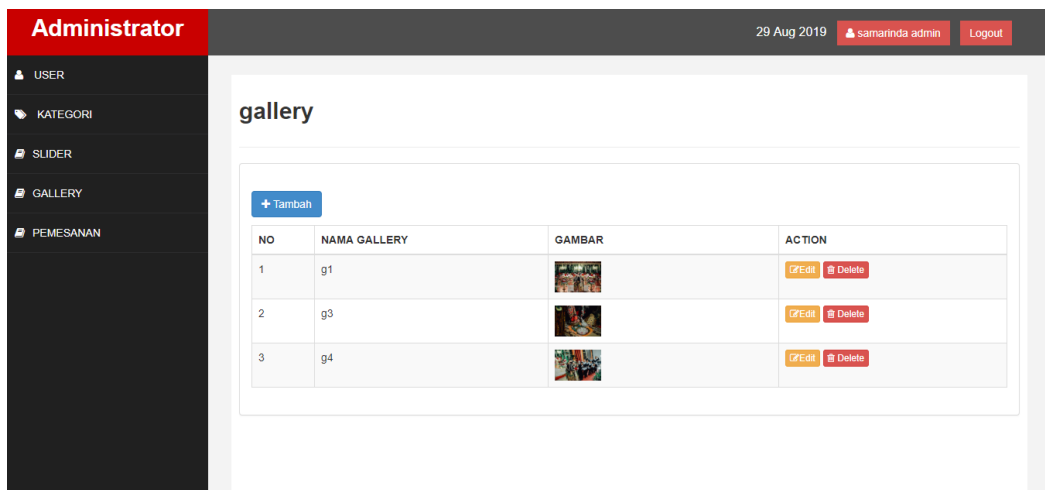 Administrator
29 Aug 2019 samarinda admin Logout
USER
KATEGORI
SLIDER
GALLERY
PEMESANAN
gallery
Tambah
NO NAMA GALLERY GAMBAR ACTION
1 g1 Edit Delete
2 g3 Edit Delete
3 g4 Edit Delete